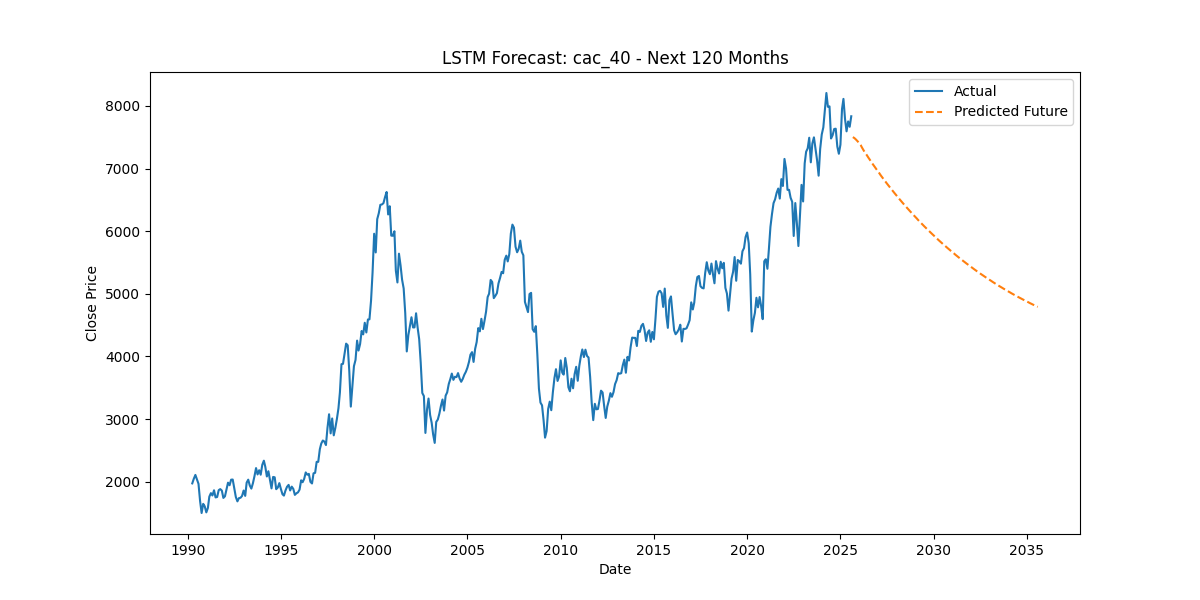 LSTM Forecast: cac_40 - Next 120 Months
Actual
Predicted Future
8000
7000
6000
5000
4000
3000
2000
Close Price
1990 1995 2000 2005 2010 2015 2020 2025 2030 2035
Date